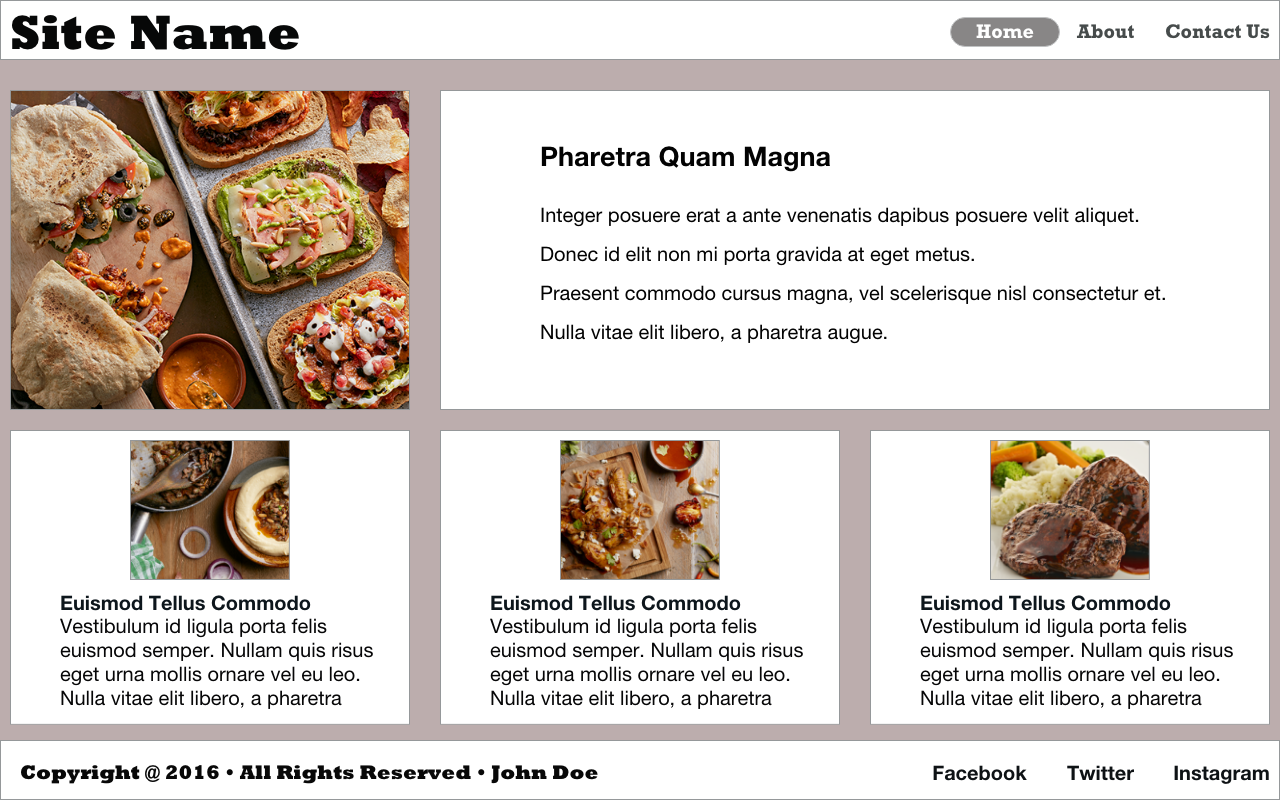 Site Name
Home About Contact Us
Pharetra Quam Magna
Integer posuere erat a ante venenatis dapibus posuere velit aliquet.
Donec id elit non mi porta gravida at eget metus.
Praesent commodo cursus magna, vel scelerisque nisl consectetur et.
Nulla vitae elit libero, a pharetra augue.
Euismod Tellus Commodo
Vestibulum id ligula porta felis
euismod semper. Nullam quis risus
eget urna mollis ornare vel eu leo.
Nulla vitae elit libero, a pharetra
Euismod Tellus Commodo
Vestibulum id ligula porta felis
euismod semper. Nullam quis risus
eget urna mollis ornare vel eu leo.
Nulla vitae elit libero, a pharetra
Euismod Tellus Commodo
Vestibulum id ligula porta felis
euismod semper. Nullam quis risus
eget urna mollis ornare vel eu leo.
Nulla vitae elit libero, a pharetra
Copyright @ 2016 • All Rights Reserved • John Doe
Facebook Twitter Instagram